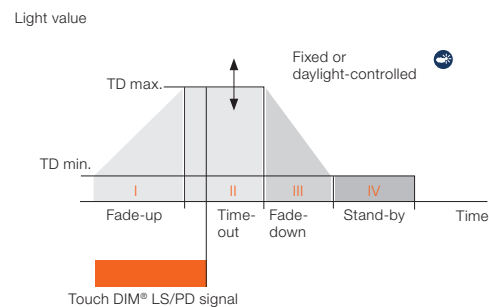 Light value
Fixed or
daylight-controlled
TD max.
TD min.
I II III IV
Fade-up Time-
out Fade-
down Stand-by Time
Touch DIM® LS/PD signal